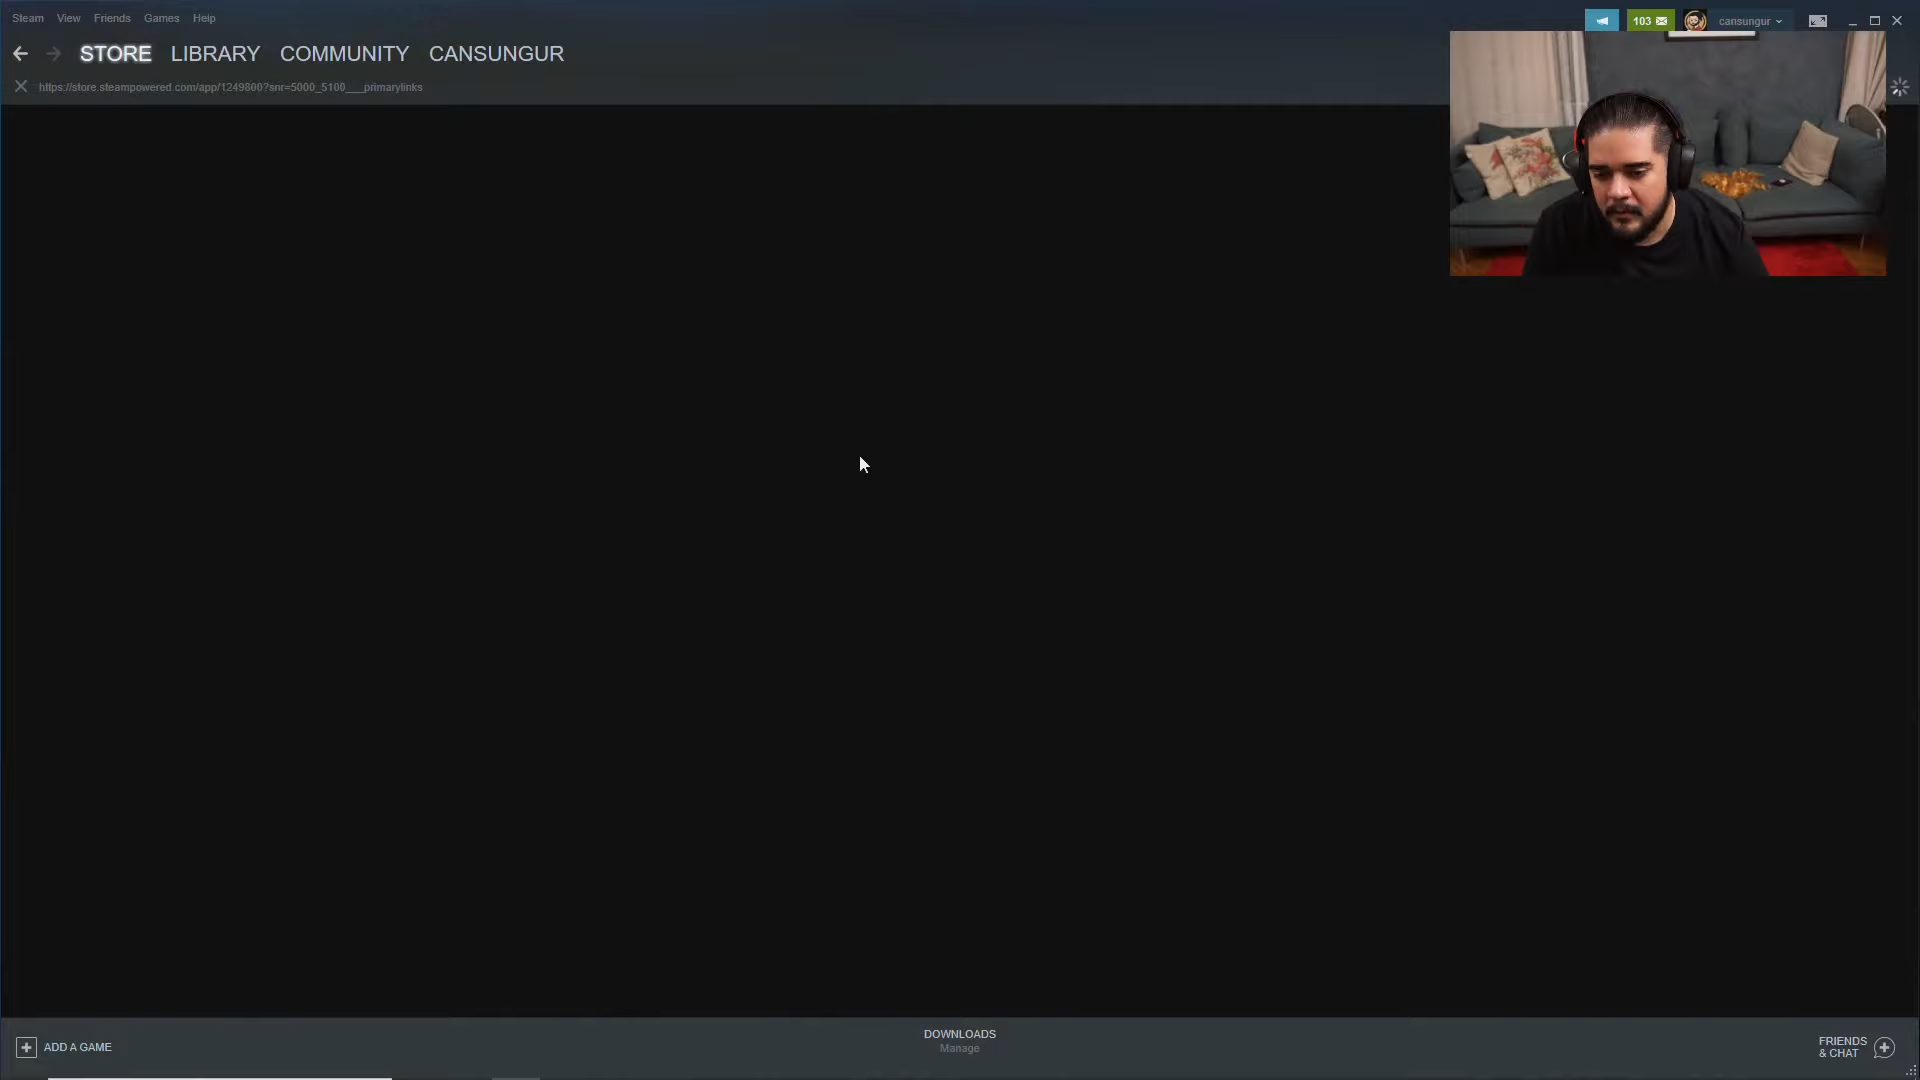 Steam View Friends Games Help
103 cansungur
STORE LIBRARY COMMUNITY CANSUNGUR
https://store.steampowered.com/app/1249800?snr=5000_5100___primarylinks
ADD A GAME
DOWNLOADS
Manage
FRIENDS
& CHAT